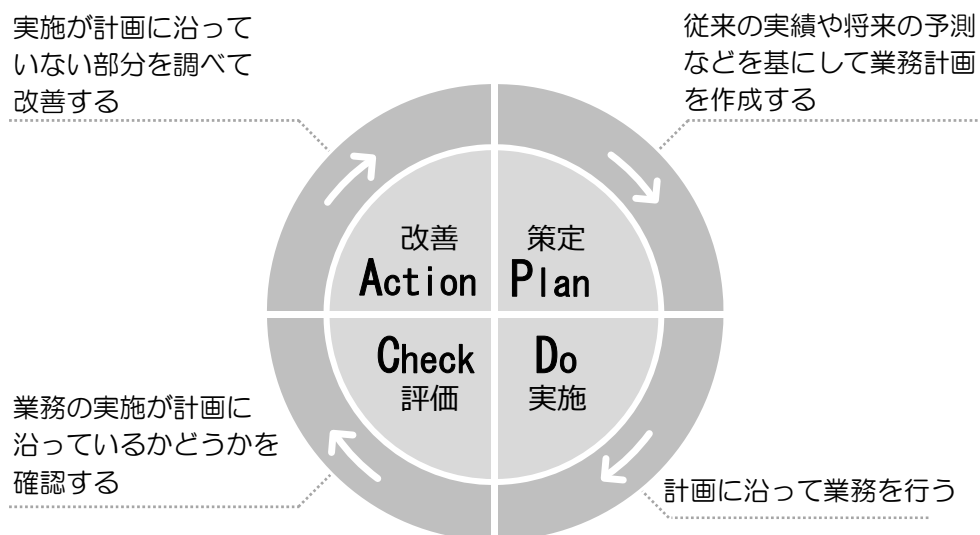 実施が計画に沿って
いない部分を調べて
改善する
従来の実績や将来の予測
などを基にして業務計画
を作成する
改善
Action
策定
Plan
Check
評価
Do
実施
業務の実施が計画に
沿っているかどうかを
確認する
計画に沿って業務を行う